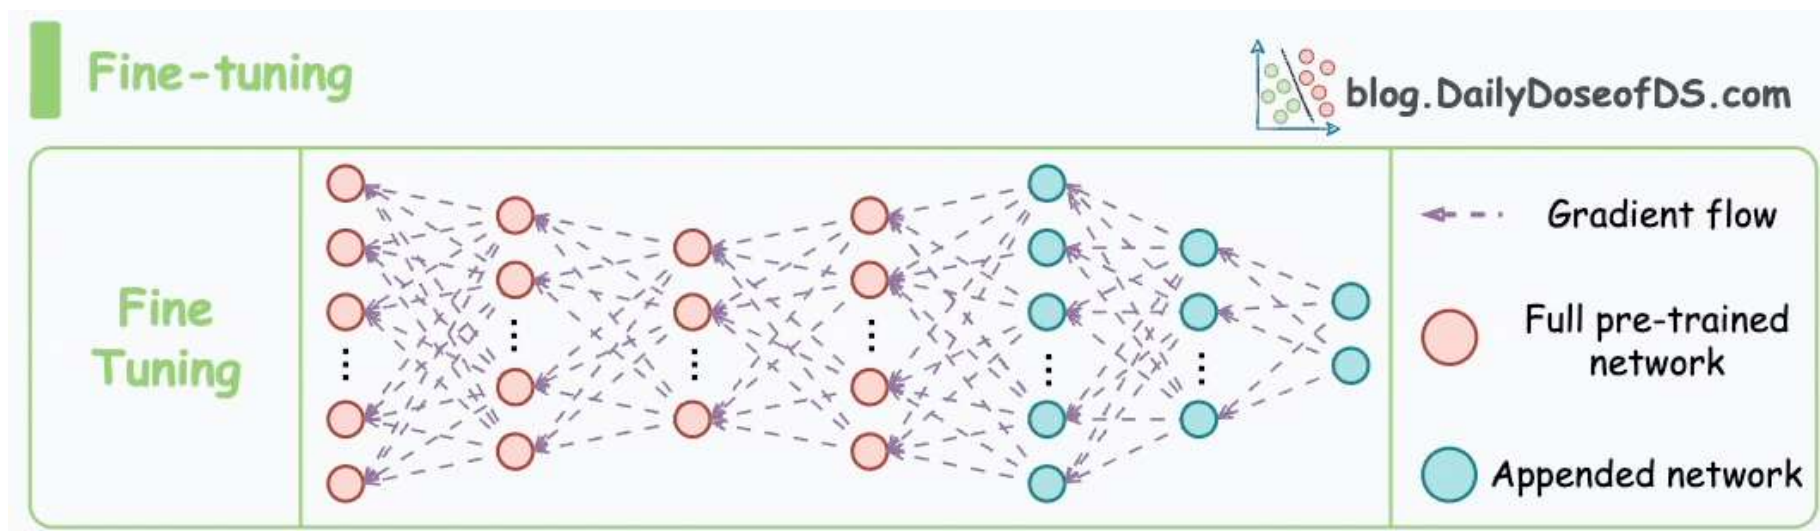 Fine-tuning
blog.DailyDoseofDS.com
Fine
Tuning
Gradient flow
Full pre-trained
network
Appended network